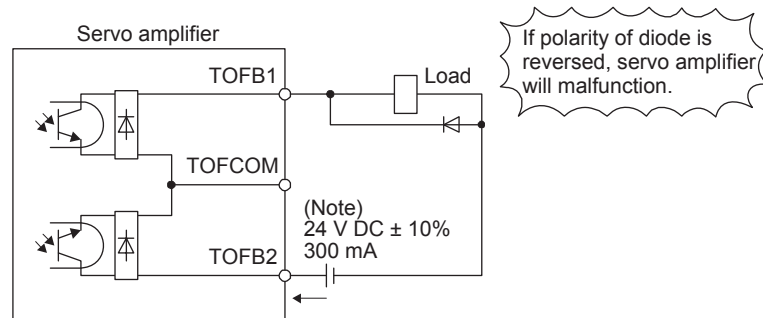 Servo amplifier
If polarity of diode is
reversed, servo amplifier
will malfunction.
TOFB1
Load
TOFCOM
(Note)
24 V DC ± 10%
300 mA
TOFB2